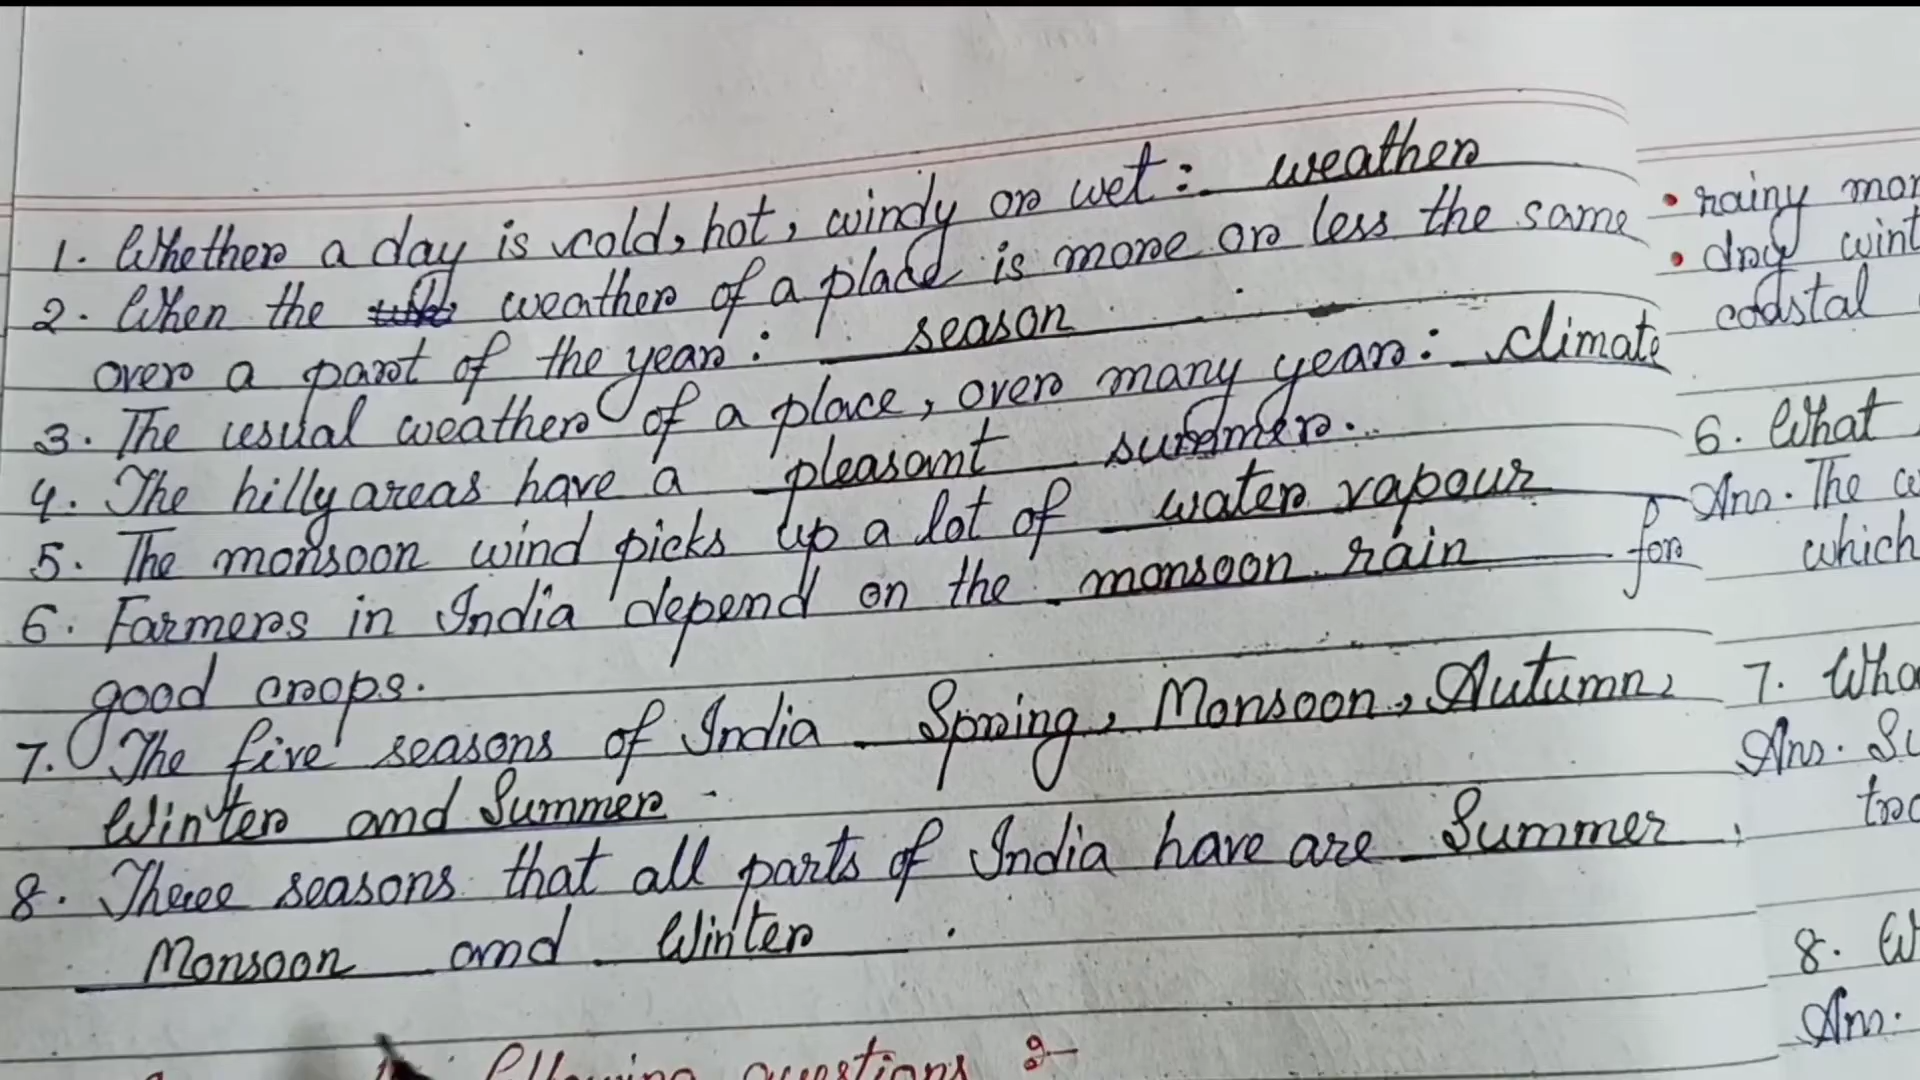 1. Whether a day is cold, hot, windy or wet: weather
2. When the weather of a place is more or less the same
over a part of the year: season
3. The usual weather of a place, over many year: climate
4. The hilly areas have a pleasant summer.
5. The monsoon wind picks up a lot of water vapour
6. Farmers in India depend on the monsoon rain for
good crops.
7. The five seasons of India Spring, Monsoon, Autumn,
Winter and Summer.
8. Three seasons that all parts of India have are Summer,
Monsoon and Winter.
following questions :-
• rainy
• dry
coastal
6. What
Ans. The
which
7.
Ans.
8.
Ans.